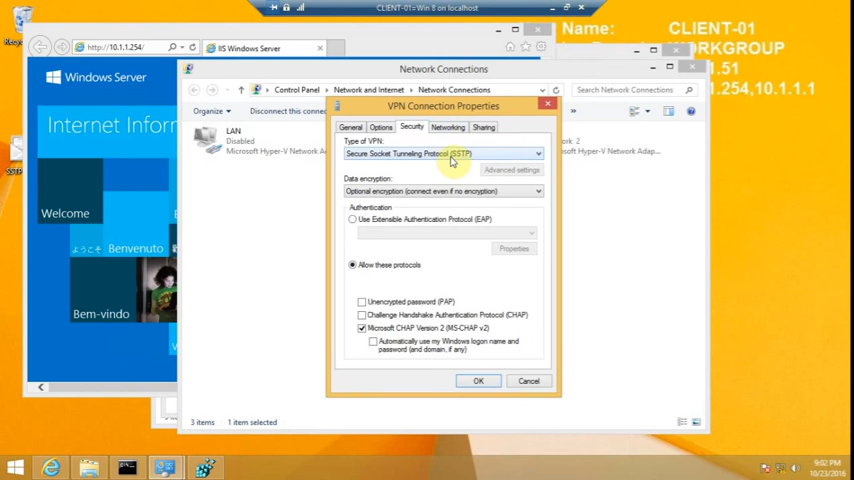 CLIENT-01=Win 8 on localhost
Name: CLIENT-01
WORKGROUP
.51
.254,10.1.1.1
http://10.1.1.254/
IIS Windows Server
Windows Server
Internet Inform
Welcome
ようこそ
Benvenuto
Bem-vindo
SSTP
Network Connections
Control Panel
Network and Internet
Network Connections
Search Network Connections
Organize
Disconnect this connect
»
LAN
Disabled
Microsoft Hyper-V Network Ada
work 2
Microsoft Hyper-V Network Adap...
VPN Connection Properties
General Options Security Networking Sharing
Type of VPN:
Secure Socket Tunneling Protocol (SSTP)
Advanced settings
Data encryption:
Optional encryption (connect even if no encryption)
Authentication
Use Extensible Authentication Protocol (EAP)
Properties
Allow these protocols
Unencrypted password (PAP)
Challenge Handshake Authentication Protocol (CHAP)
Microsoft CHAP Version 2 (MS-CHAP v2)
Automatically use my Windows logon name and
password (and domain, if any)
OK Cancel
3 items 1 item selected
9:02 PM
10/23/2016